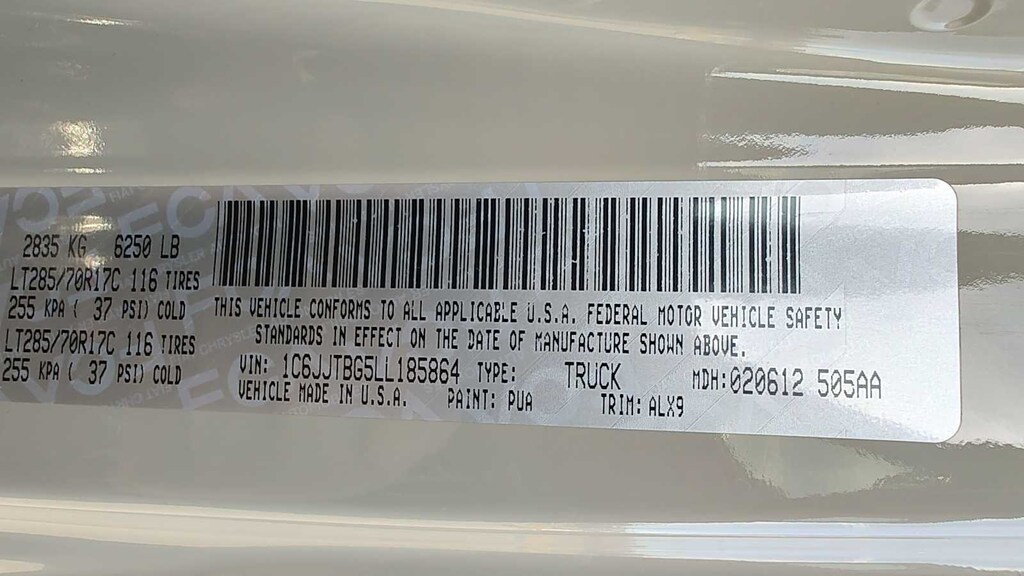 2835 KG 6250 LB
LT285/70R17C 116 TIRES
255 KPA ( 37 PSI) COLD
LT285/70R17C 116 TIRES
255 KPA ( 37 PSI) COLD
THIS VEHICLE CONFORMS TO ALL APPLICABLE U.S.A. FEDERAL MOTOR VEHICLE SAFETY
STANDARDS IN EFFECT ON THE DATE OF MANUFACTURE SHOWN ABOVE.
VIN: 1C6JJTBG5LL185864 TYPE: TRUCK MDH:020612 505AA
VEHICLE MADE IN U.S.A. PAINT: PUA TRIM: ALX9